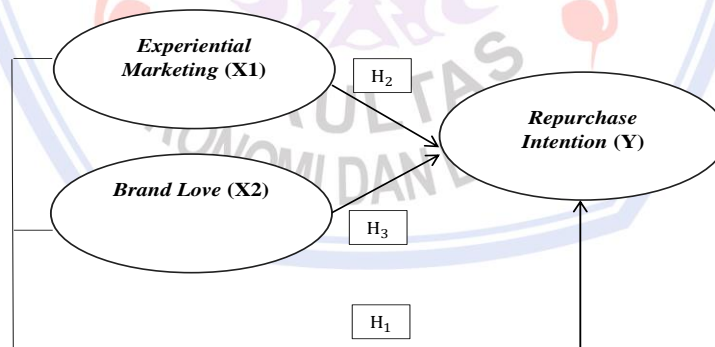 Experiential
Marketing (X1)
H₂
Repurchase
Intention (Y)
Brand Love (X2)
H₃
H₁